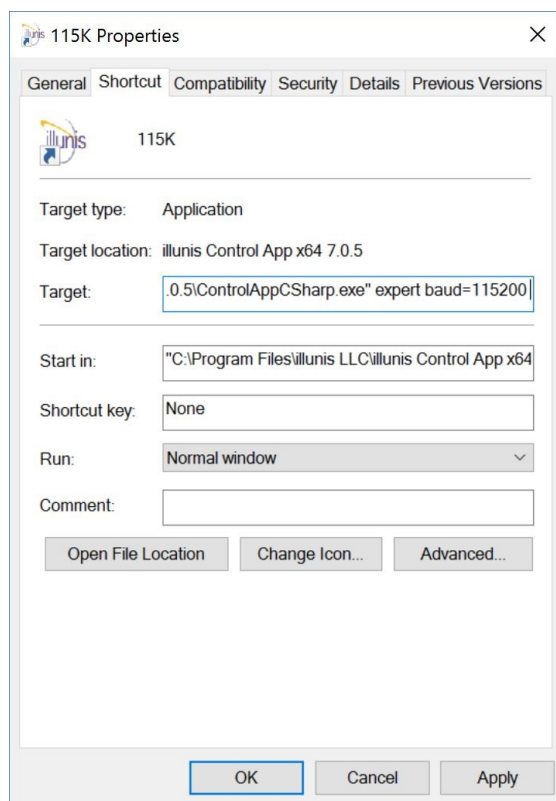 115K Properties
General Shortcut Compatibility Security Details Previous Versions
illunis
115K
Target type: Application
Target location: illunis Control App x64 7.0.5
Target: .0.5\ControlAppCSharp.exe" expert baud=115200
Start in: "C:\Program Files\illunis LLC\illunis Control App x64
Shortcut key: None
Run: Normal window
Comment:
Open File Location Change Icon... Advanced...
OK Cancel Apply